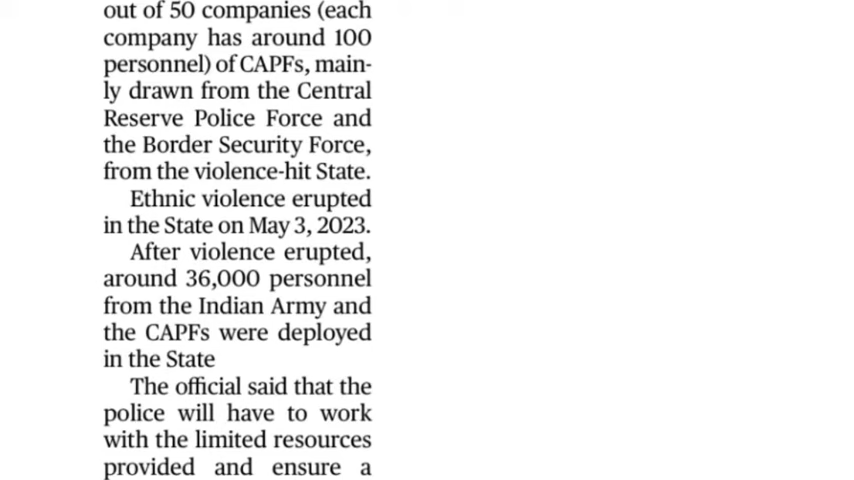 out of 50 companies (each
company has around 100
personnel) of CAPFs, main-
ly drawn from the Central
Reserve Police Force and
the Border Security Force,
from the violence-hit State.
Ethnic violence erupted
in the State on May 3, 2023.
After violence erupted,
around 36,000 personnel
from the Indian Army and
the CAPFs were deployed
in the State
The official said that the
police will have to work
with the limited resources
provided and ensure a